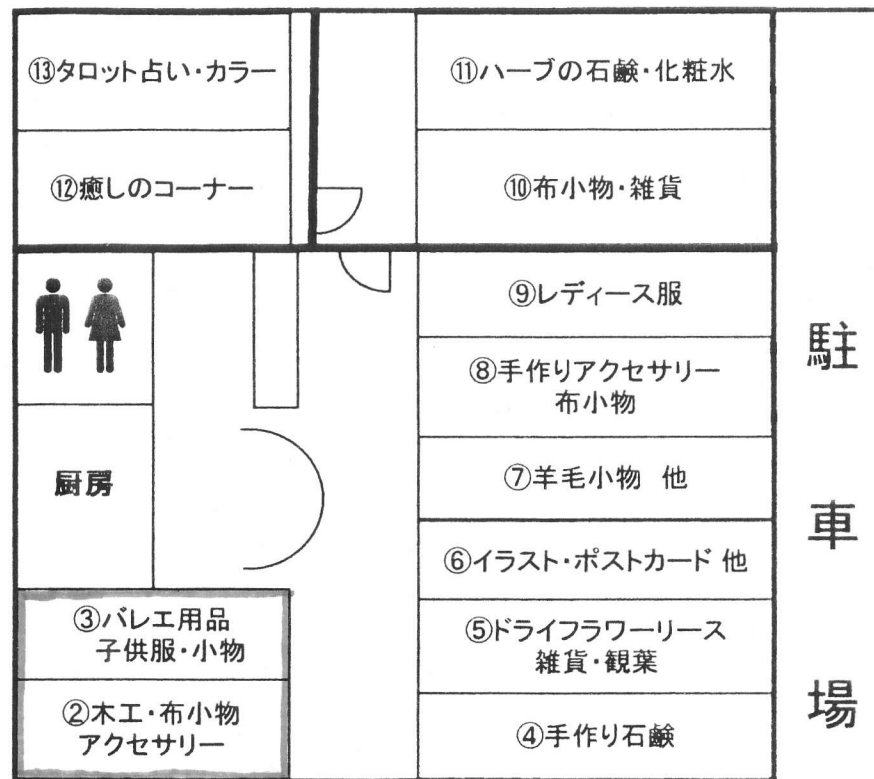 ⑬タロット占い・カラー
⑪ハーブの石鹸・化粧水
⑫癒しのコーナー
⑩布小物・雑貨
⑨レディース服
⑧手作りアクセサリー
布小物
厨房
⑦羊毛小物 他
⑥イラスト・ポストカード 他
③バレエ用品
子供服・小物
⑤ドライフラワーリース
雑貨・観葉
②木工・布小物
アクセサリー
④手作り石鹸
駐車場